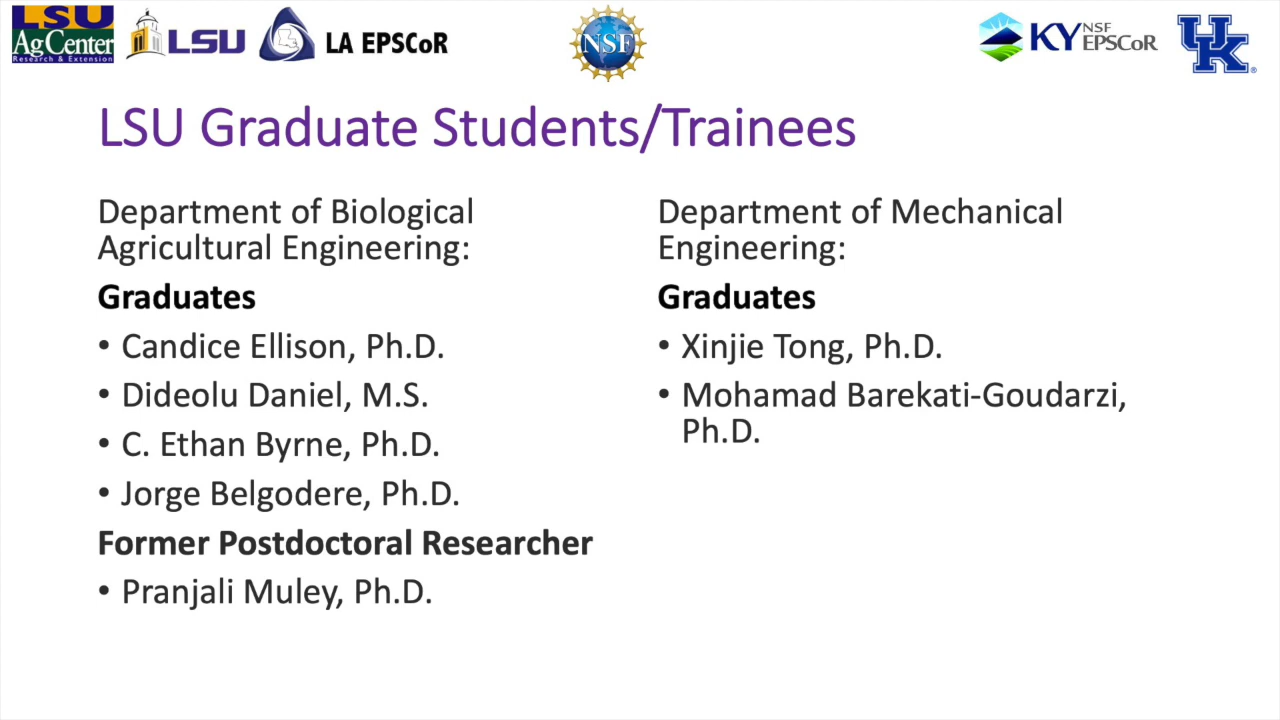 LSU
AgCenter
Research & Extension
LSU
LA EPSCoR
NSF
KY NSF
EPSCoR
UK
®
LSU Graduate Students/Trainees
Department of Biological
Agricultural Engineering:
Graduates
• Candice Ellison, Ph.D.
• Dideolu Daniel, M.S.
• C. Ethan Byrne, Ph.D.
• Jorge Belgodere, Ph.D.
Former Postdoctoral Researcher
• Pranjali Muley, Ph.D.
Department of Mechanical
Engineering:
Graduates
• Xinjie Tong, Ph.D.
• Mohamad Barekati-Goudarzi,
Ph.D.